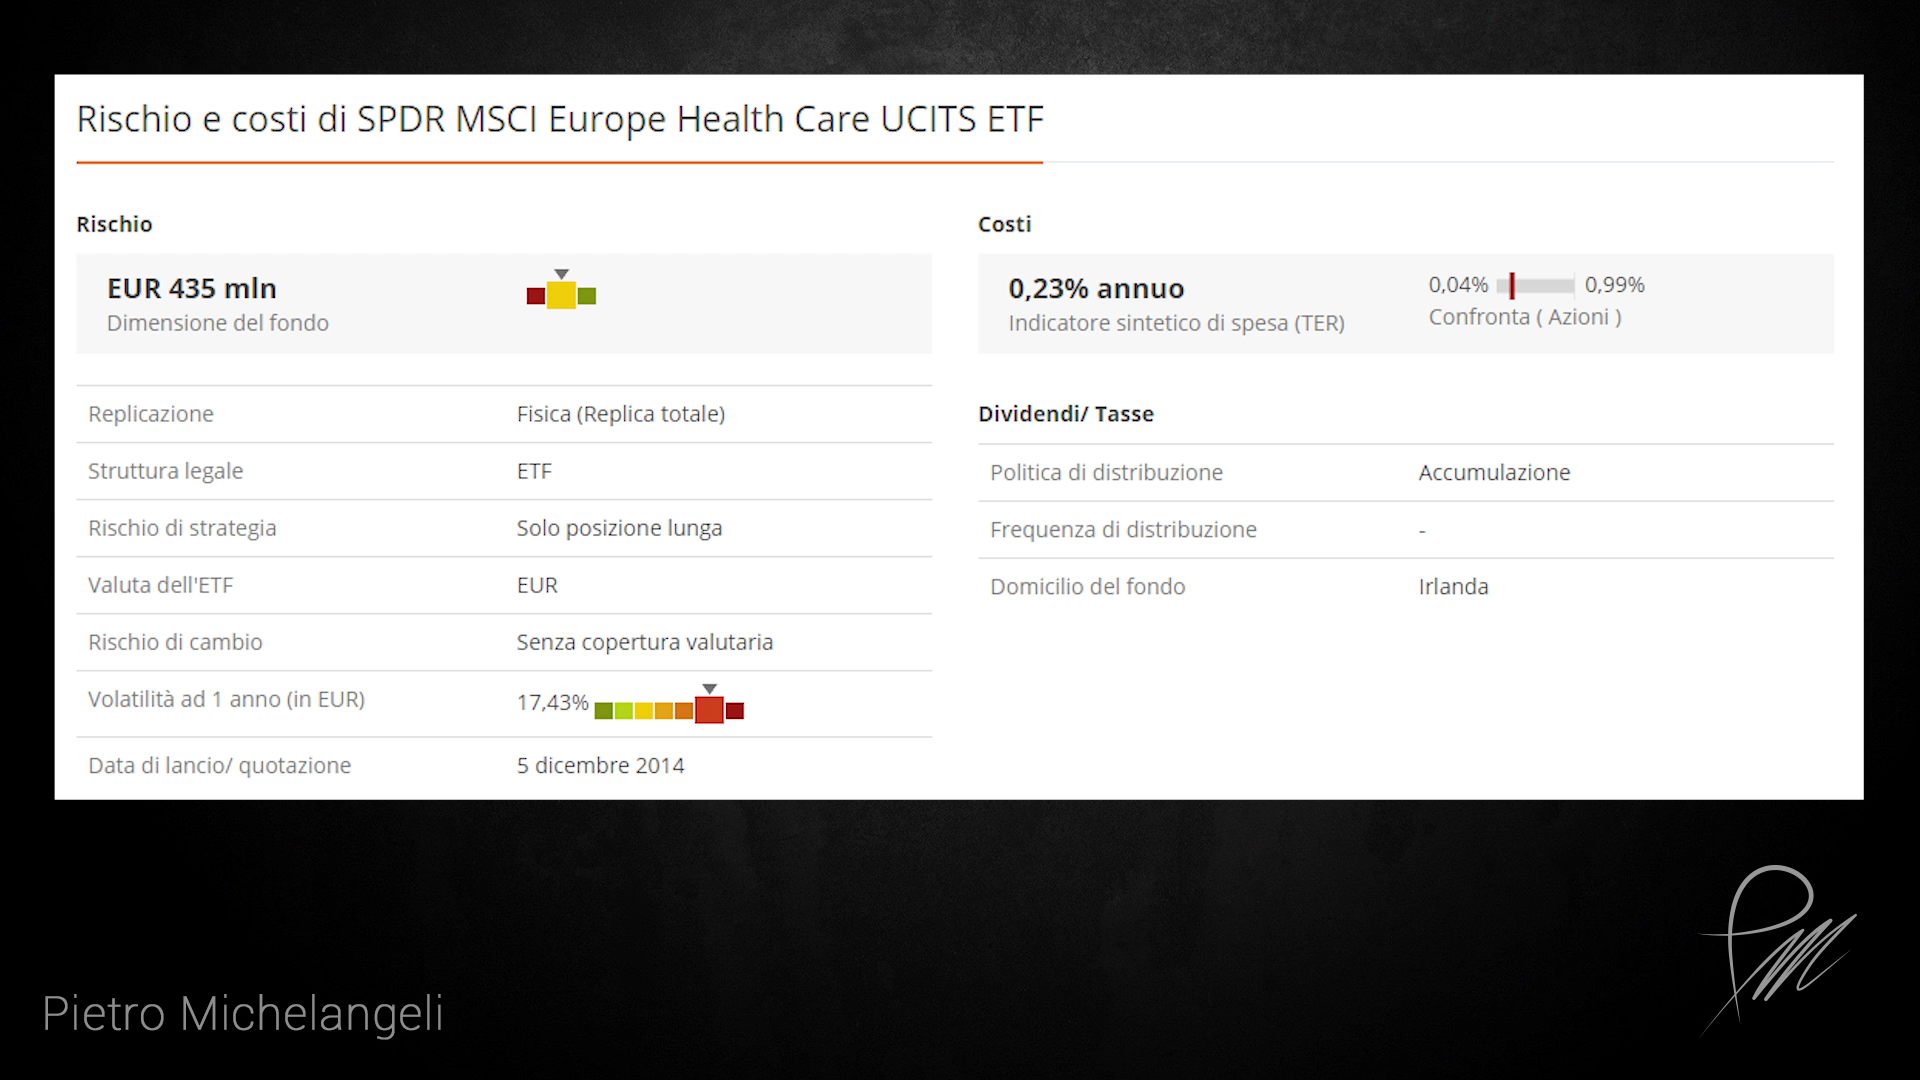 Rischio e costi di SPDR MSCI Europe Health Care UCITS ETF
Rischio
EUR 435 mln
Dimensione del fondo
Replicazione Fisica (Replica totale)
Struttura legale ETF
Rischio di strategia Solo posizione lunga
Valuta dell'ETF EUR
Rischio di cambio Senza copertura valutaria
Volatilità ad 1 anno (in EUR) 17,43%
Data di lancio/ quotazione 5 dicembre 2014
Costi
0,23% annuo
Indicatore sintetico di spesa (TER)
0,04% 0,99%
Confronta ( Azioni )
Dividendi/ Tasse
Politica di distribuzione Accumulazione
Frequenza di distribuzione -
Domicilio del fondo Irlanda
Pietro Michelangeli
PM